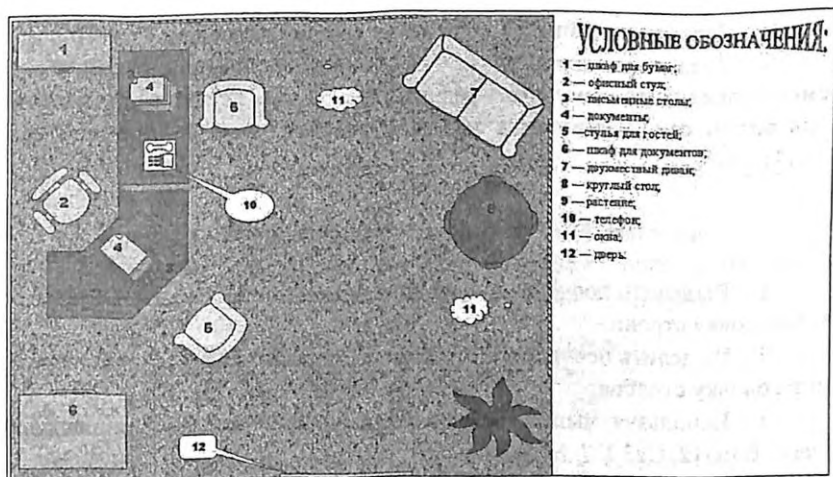 УСЛОВНЫЕ ОБОЗНАЧЕНИЯ:
1 — шкаф для бумаг;
2 — офисный стул;
3 — письменные столы;
4 — документы;
5 — стулья для гостей;
6 — шкаф для документов;
7 — двухместный диван;
8 — круглый стол;
9 — растение;
10 — телефон;
11 — окна;
12 — дверь.
1
4
5
11
7
2
10
8
4
3
11
5
6
12